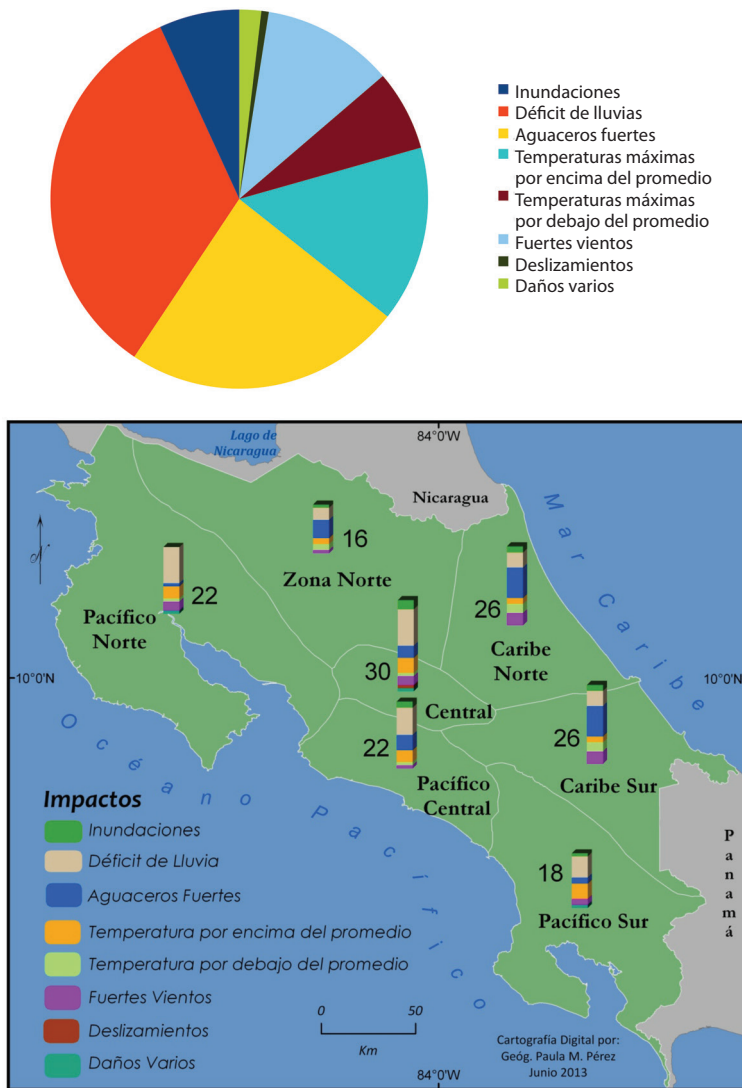 Inundaciones
Déficit de lluvias
Aguaceros fuertes
Temperaturas máximas
por encima del promedio
Temperaturas máximas
por debajo del promedio
Fuertes vientos
Deslizamientos
Daños varios
Lago de
Nicaragua
84°0'W
Nicaragua
Mar Caribe
N
16
Zona Norte
22
Pacífico
Norte
26
Caribe
Norte
30
Central
10°0'N
10°0'N
22
Pacífico
Central
26
Caribe Sur
Océano Pacífico
18
Pacífico Sur
Panamá
Impactos
Inundaciones
Déficit de Lluvia
Aguaceros Fuertes
Temperatura por encima del promedio
Temperatura por debajo del promedio
Fuertes Vientos
Deslizamientos
Daños Varios
0 50
Km
Cartografía Digital por:
Geóg. Paula M. Pérez
Junio 2013
84°0'W